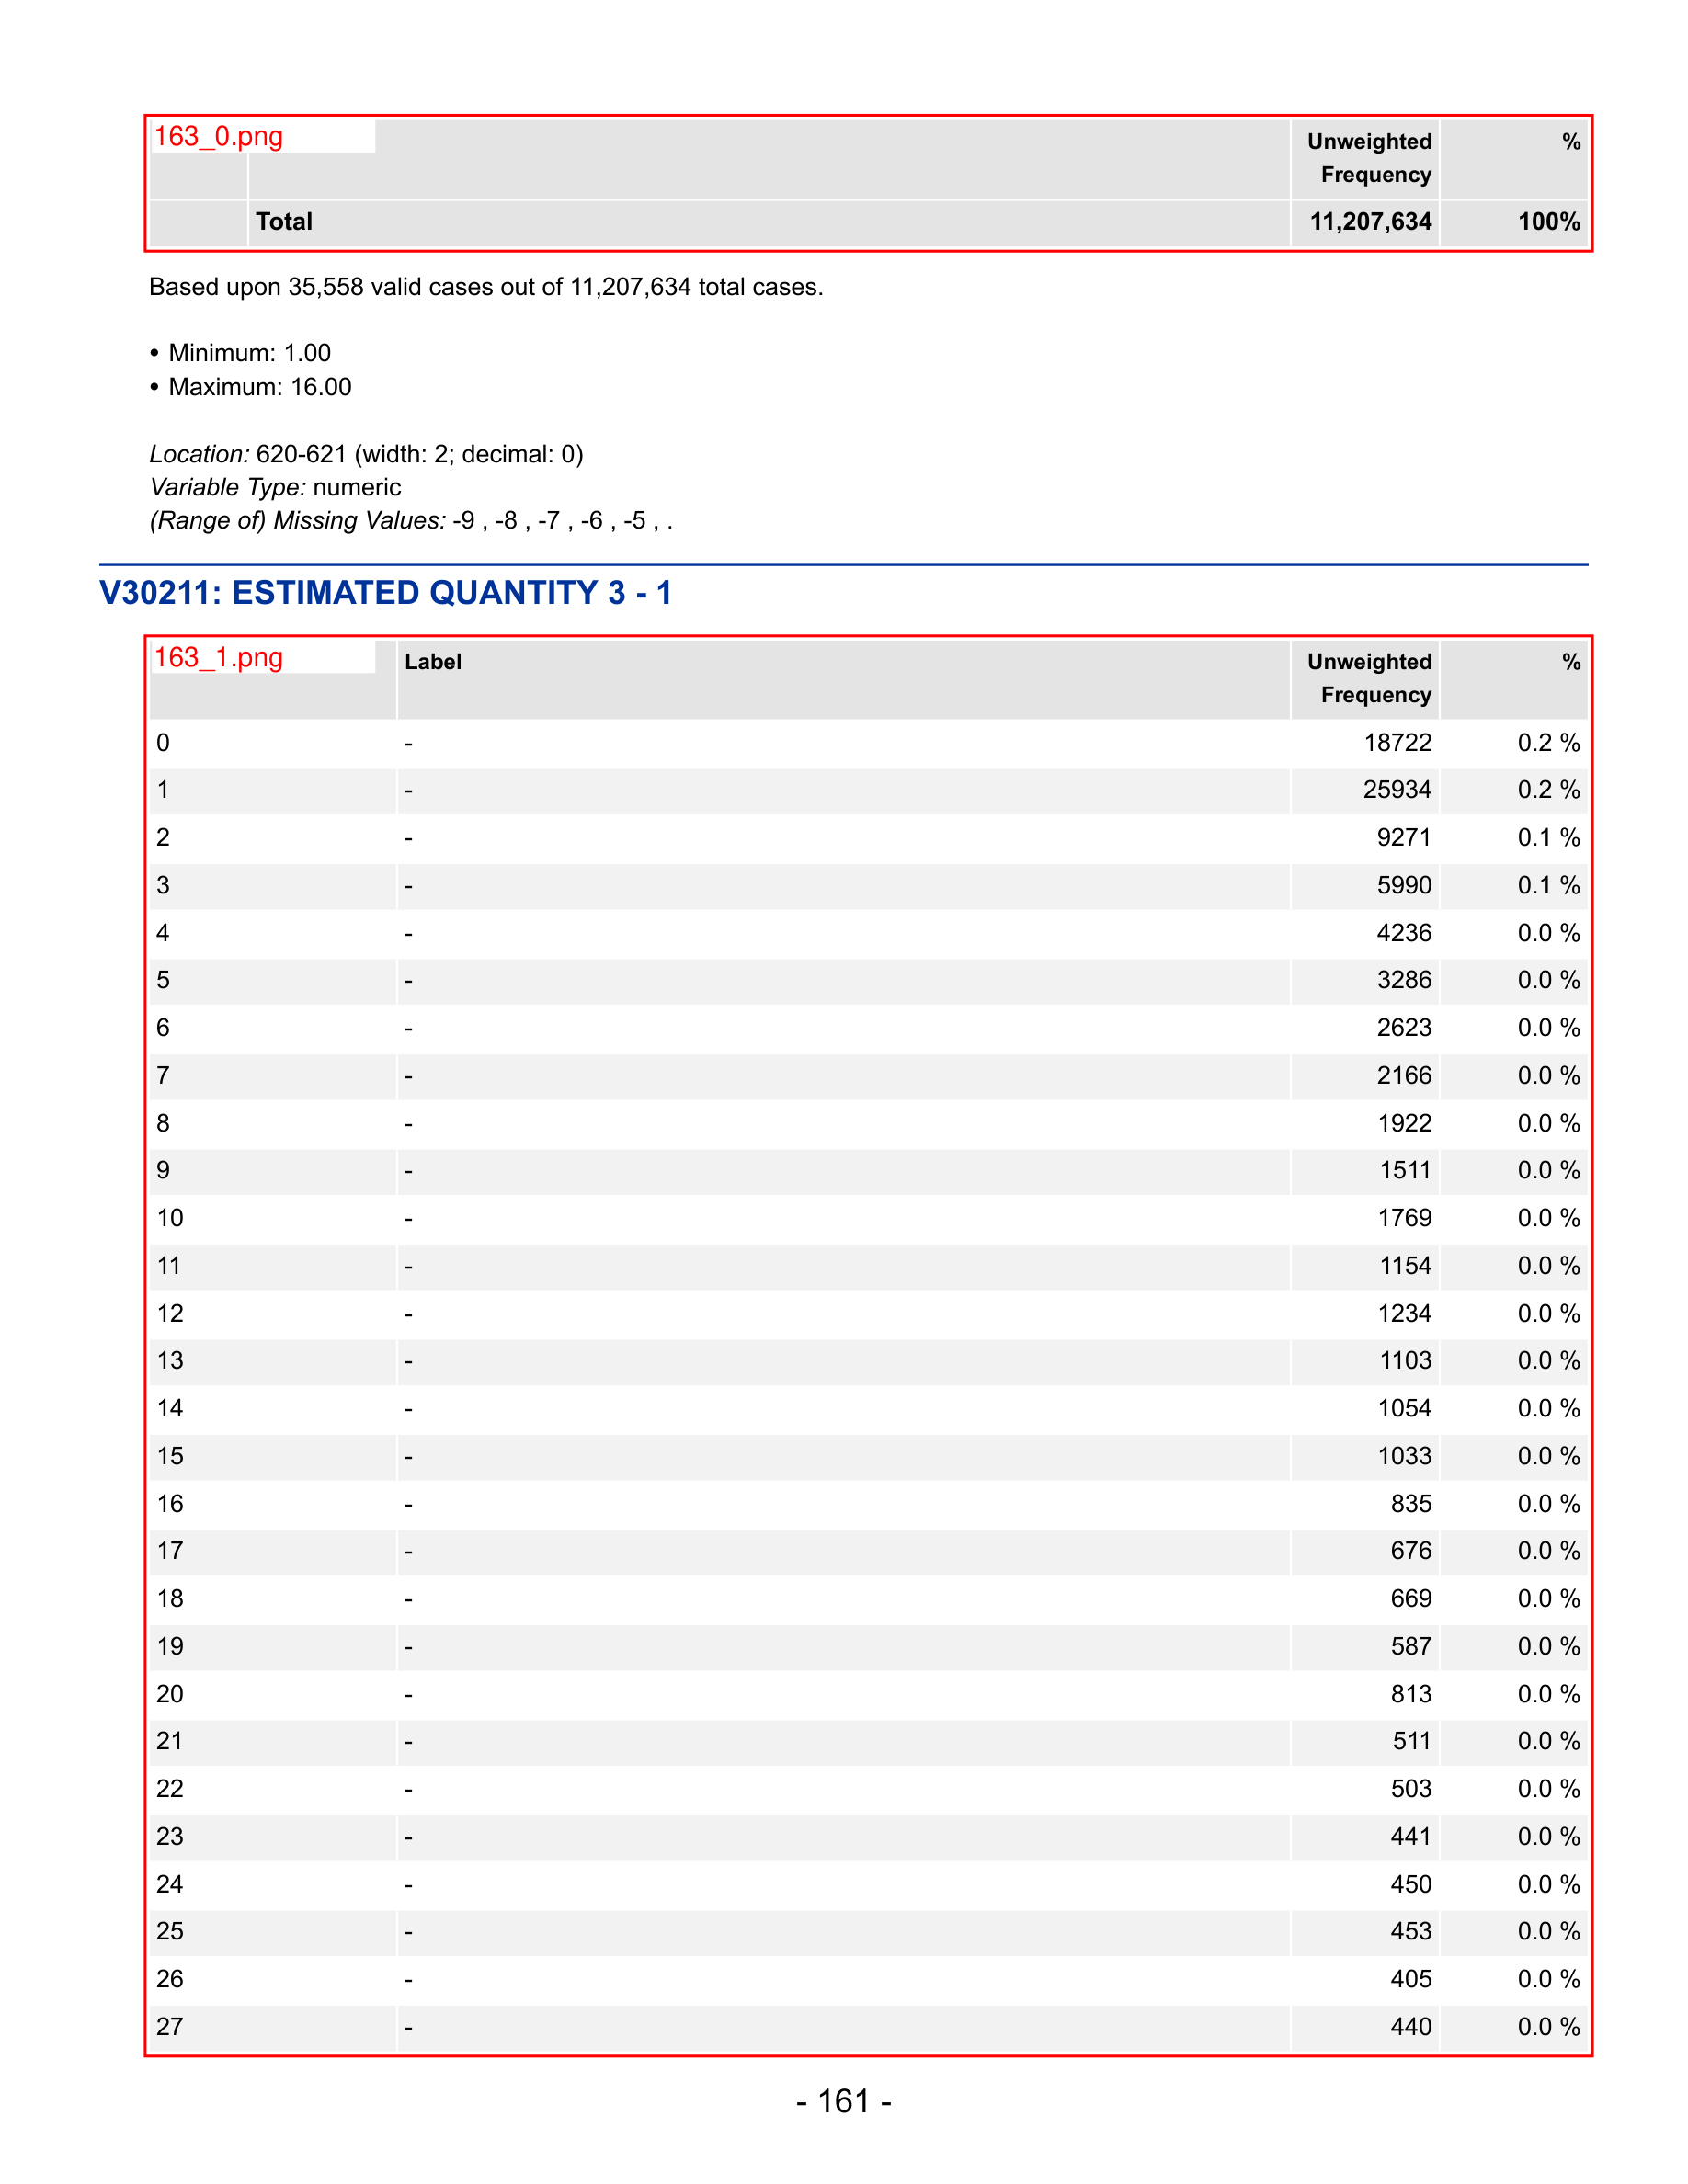 163_0.png
Unweighted Frequency %
Total 11,207,634 100%
Based upon 35,558 valid cases out of 11,207,634 total cases.
• Minimum: 1.00
• Maximum: 16.00
Location: 620-621 (width: 2; decimal: 0)
Variable Type: numeric
(Range of) Missing Values: -9 , -8 , -7 , -6 , -5 , .
V30211: ESTIMATED QUANTITY 3 - 1
163_1.png Label Unweighted Frequency %
0 - 18722 0.2 %
1 - 25934 0.2 %
2 - 9271 0.1 %
3 - 5990 0.1 %
4 - 4236 0.0 %
5 - 3286 0.0 %
6 - 2623 0.0 %
7 - 2166 0.0 %
8 - 1922 0.0 %
9 - 1511 0.0 %
10 - 1769 0.0 %
11 - 1154 0.0 %
12 - 1234 0.0 %
13 - 1103 0.0 %
14 - 1054 0.0 %
15 - 1033 0.0 %
16 - 835 0.0 %
17 - 676 0.0 %
18 - 669 0.0 %
19 - 587 0.0 %
20 - 813 0.0 %
21 - 511 0.0 %
22 - 503 0.0 %
23 - 441 0.0 %
24 - 450 0.0 %
25 - 453 0.0 %
26 - 405 0.0 %
27 - 440 0.0 %
- 161 -